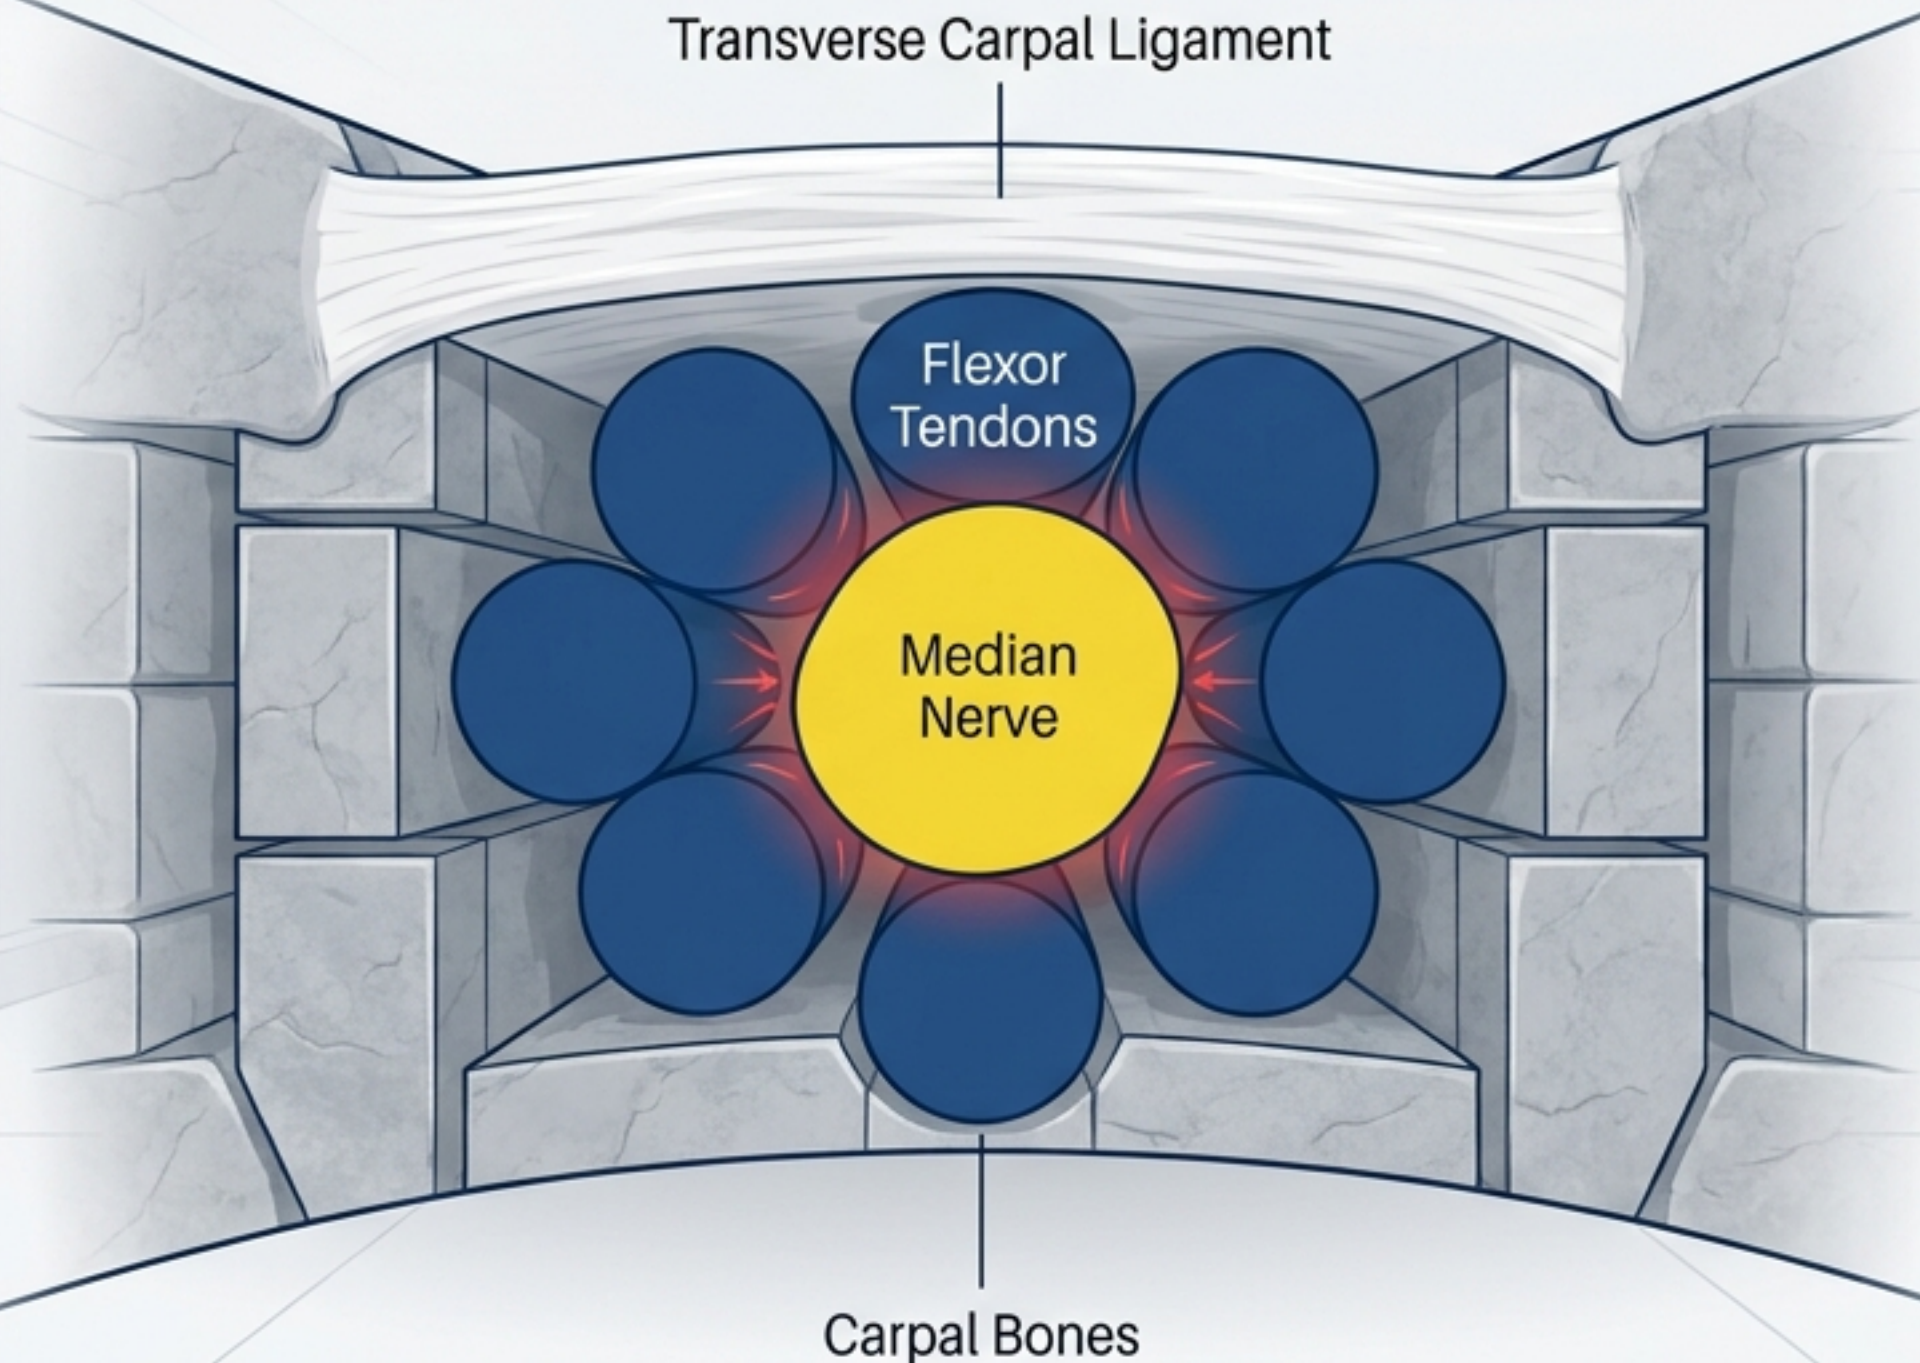 Transverse Carpal Ligament
Flexor
Tendons
Median
Nerve
Carpal Bones